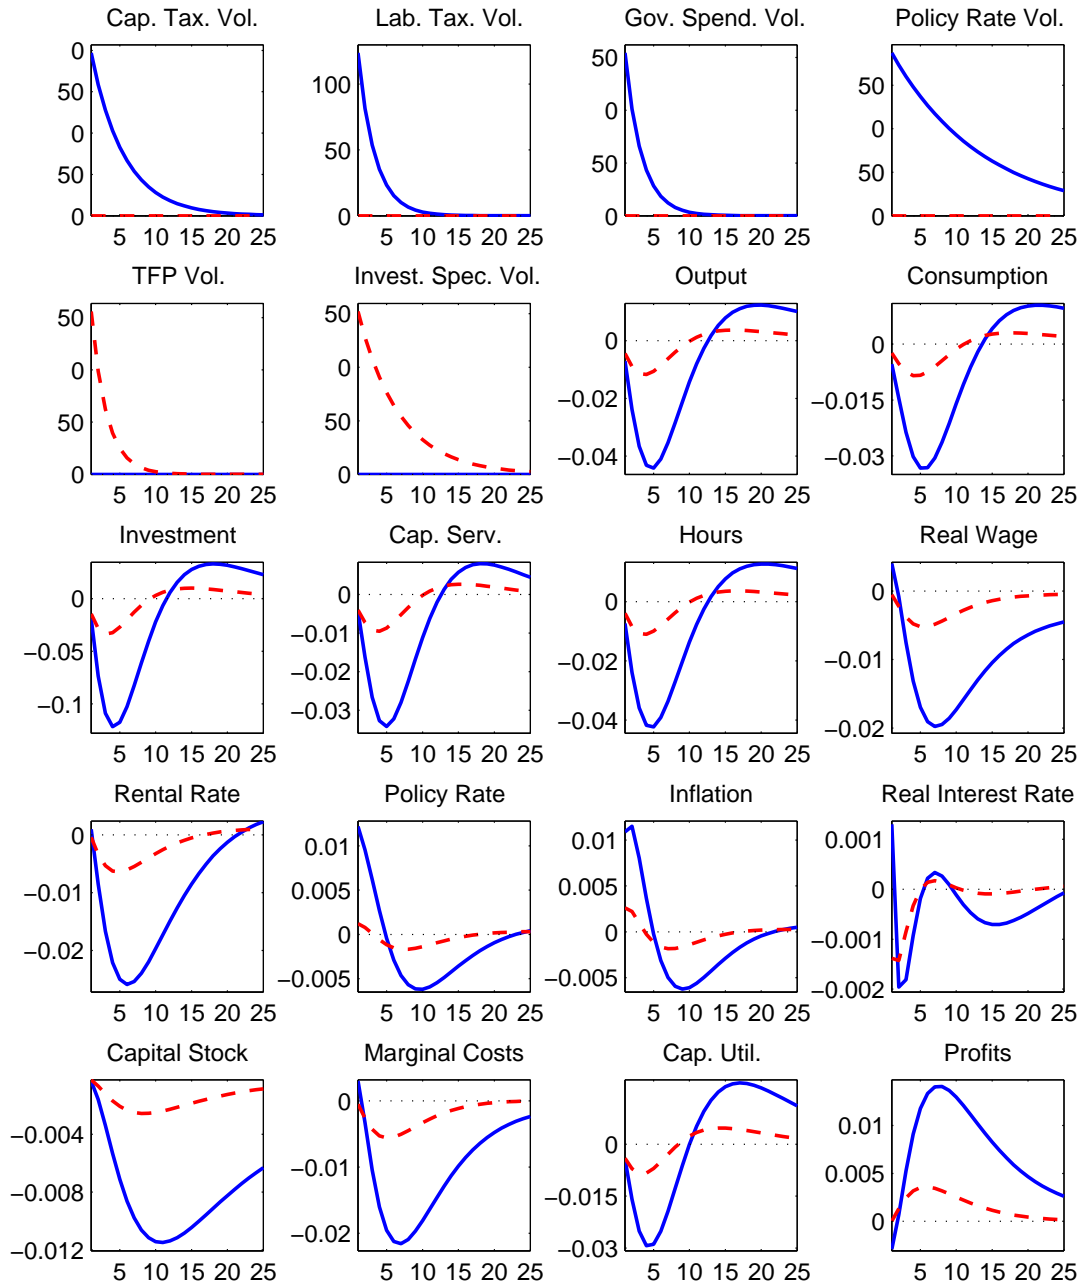 Cap. Tax. Vol. Lab. Tax. Vol. Gov. Spend. Vol. Policy Rate Vol.
0 50 0 50 0
100 50 0
50 0 50 0
50 0 50 0
5 10 15 20 25 5 10 15 20 25 5 10 15 20 25 5 10 15 20 25
TFP Vol. Invest. Spec. Vol. Output Consumption
50 0 50 0
50 0 50 0
0 −0.02 −0.04
0 −0.015 −0.03
5 10 15 20 25 5 10 15 20 25 5 10 15 20 25 5 10 15 20 25
Investment Cap. Serv. Hours Real Wage
0 −0.05 −0.1
0 −0.01 −0.02 −0.03
0 −0.02 −0.04
0 −0.01 −0.02
5 10 15 20 25 5 10 15 20 25 5 10 15 20 25 5 10 15 20 25
Rental Rate Policy Rate Inflation Real Interest Rate
0 −0.01 −0.02
0.01 0.005 0 −0.005
0.01 0.005 0 −0.005
0.001 0 −0.001 −0.002
5 10 15 20 25 5 10 15 20 25 5 10 15 20 25 5 10 15 20 25
Capital Stock Marginal Costs Cap. Util. Profits
−0.004 −0.008 −0.012
0 −0.01 −0.02
0 −0.015 −0.03
0.01 0.005 0
5 10 15 20 25 5 10 15 20 25 5 10 15 20 25 5 10 15 20 25